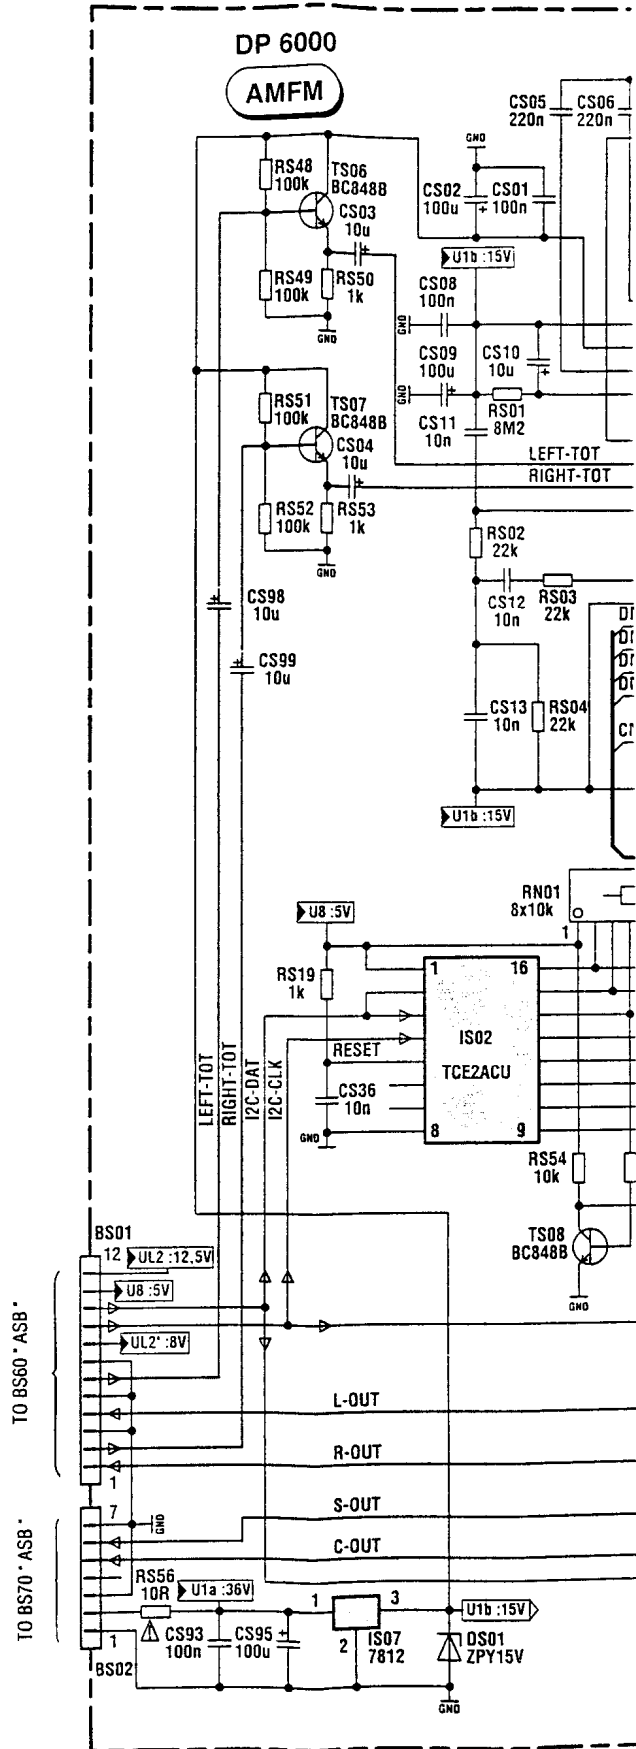 DP 6000
AMFM
CS05 CS06
220n 220n
GND
RS48
100k
TS06
BC848B
CS03
10u
CS02 CS01
100u 100n
U1b :15V
RS49
100k
RS50
1k
GND
CS08
100n
GND
CS09
100u
CS10
10u
GND
RS51
100k
TS07
BC848B
CS04
10u
CS11
10n
RS01
8M2
LEFT-TOT
RIGHT-TOT
RS52
100k
RS53
1k
GND
RS02
22k
CS12
10n
RS03
22k
CS98
10u
CS99
10u
CS13
10n
RS04
22k
U1b :15V
RN01
8x10k
1
U8 :5V
RS19
1k
1 16
IS02
TCE2ACU
8 9
RESET
CS36
10n
GND
LEFT-TOT
RIGHT-TOT
I2C-DAT
I2C-CLK
RS54
10k
TS08
BC848B
GND
BS01
12
UL2 :12,5V
U8 :5V
UL2' :8V
TO BS60 " ASB "
L-OUT
R-OUT
1
7
GND
S-OUT
C-OUT
TO BS70 " ASB "
RS56
10R
U1a :36V
1 3
2
IS07
7812
U1b :15V
CS93
100n
CS95
100u
DS01
ZPY15V
1
BS02
GND